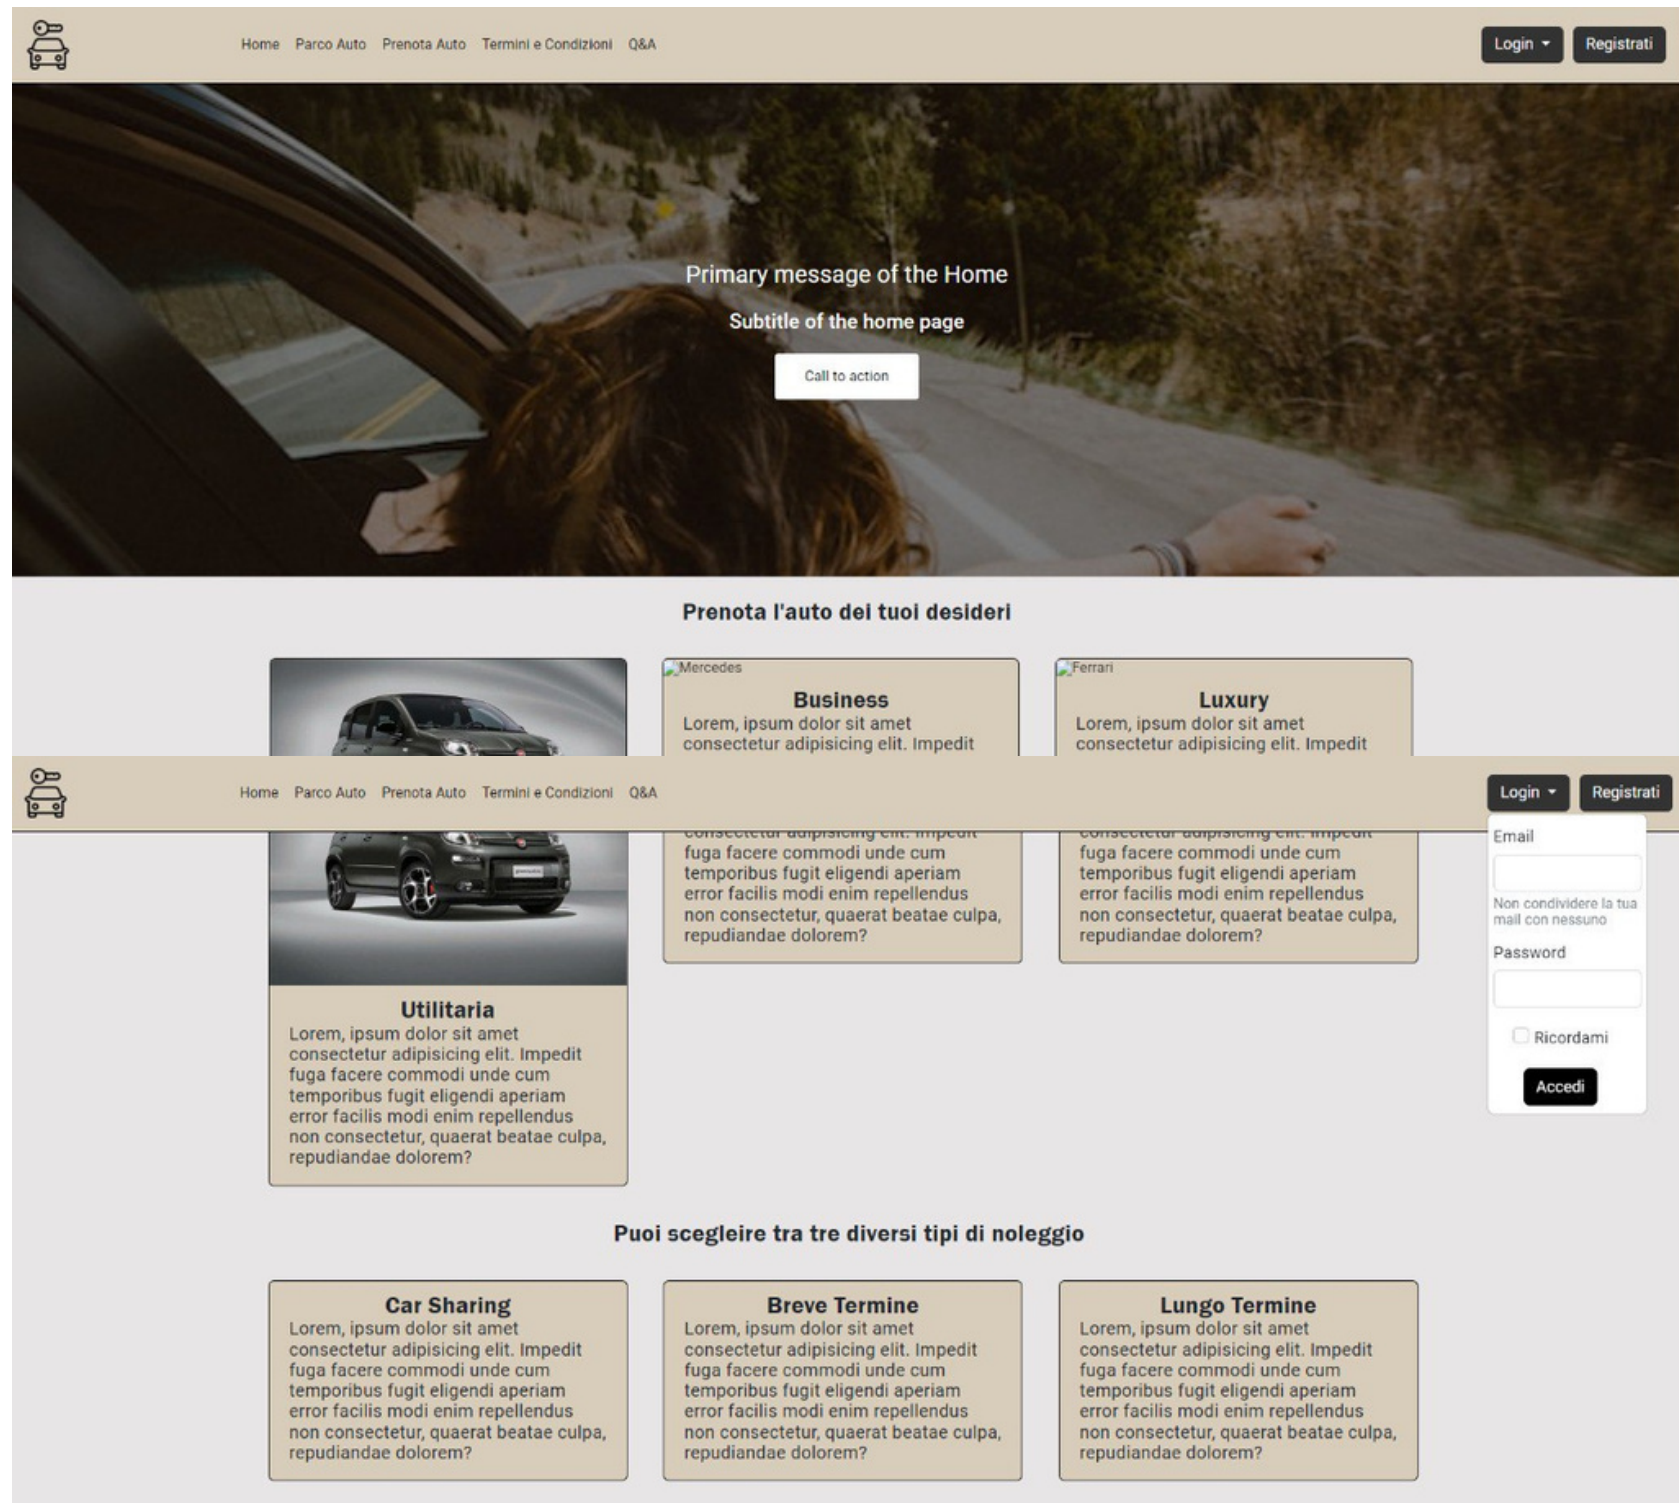 Home Parco Auto Prenota Auto Termini e Condizioni Q&A
Login Registrati
Primary message of the Home
Subtitle of the home page
Call to action
Prenota l'auto dei tuoi desideri
Mercedes
Business
Lorem, ipsum dolor sit amet
consectetur adipisicing elit. Impedit
Ferrari
Luxury
Lorem, ipsum dolor sit amet
consectetur adipisicing elit. Impedit
Home Parco Auto Prenota Auto Termini e Condizioni Q&A
Login Registrati
Email
Non condividere la tua
mail con nessuno
Password
Ricordami
Accedi
Utilitaria
Lorem, ipsum dolor sit amet
consectetur adipisicing elit. Impedit
fuga facere commodi unde cum
temporibus fugit eligendi aperiam
error facilis modi enim repellendus
non consectetur, quaerat beatae culpa,
repudiandae dolorem?
consectetur adipisicing elit. Impedit
fuga facere commodi unde cum
temporibus fugit eligendi aperiam
error facilis modi enim repellendus
non consectetur, quaerat beatae culpa,
repudiandae dolorem?
consectetur adipisicing elit. Impedit
fuga facere commodi unde cum
temporibus fugit eligendi aperiam
error facilis modi enim repellendus
non consectetur, quaerat beatae culpa,
repudiandae dolorem?
Puoi scegleire tra tre diversi tipi di noleggio
Car Sharing
Lorem, ipsum dolor sit amet
consectetur adipisicing elit. Impedit
fuga facere commodi unde cum
temporibus fugit eligendi aperiam
error facilis modi enim repellendus
non consectetur, quaerat beatae culpa,
repudiandae dolorem?
Breve Termine
Lorem, ipsum dolor sit amet
consectetur adipisicing elit. Impedit
fuga facere commodi unde cum
temporibus fugit eligendi aperiam
error facilis modi enim repellendus
non consectetur, quaerat beatae culpa,
repudiandae dolorem?
Lungo Termine
Lorem, ipsum dolor sit amet
consectetur adipisicing elit. Impedit
fuga facere commodi unde cum
temporibus fugit eligendi aperiam
error facilis modi enim repellendus
non consectetur, quaerat beatae culpa,
repudiandae dolorem?